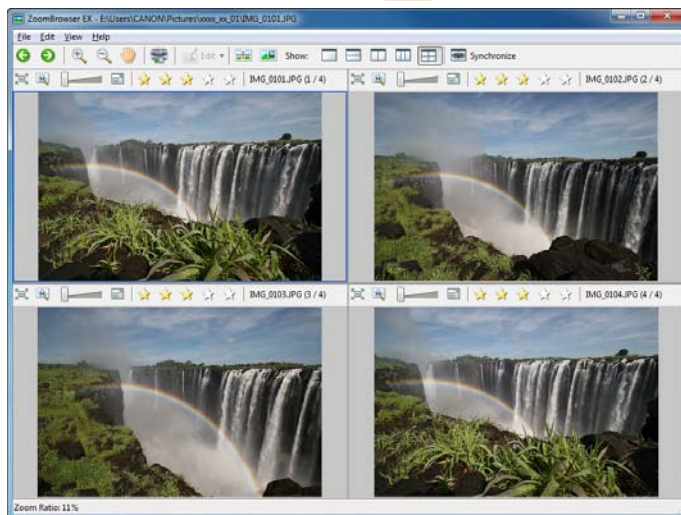 ZoomBrowser EX - E:\Users\CANON\Pictures\xxxx_xx_01\IMG_0101.JPG
File Edit View Help
Edit Show: Synchronize
IMG_0101.JPG (1 / 4)
IMG_0102.JPG (2 / 4)
IMG_0103.JPG (3 / 4)
IMG_0104.JPG (4 / 4)
Zoom Ratio: 11%